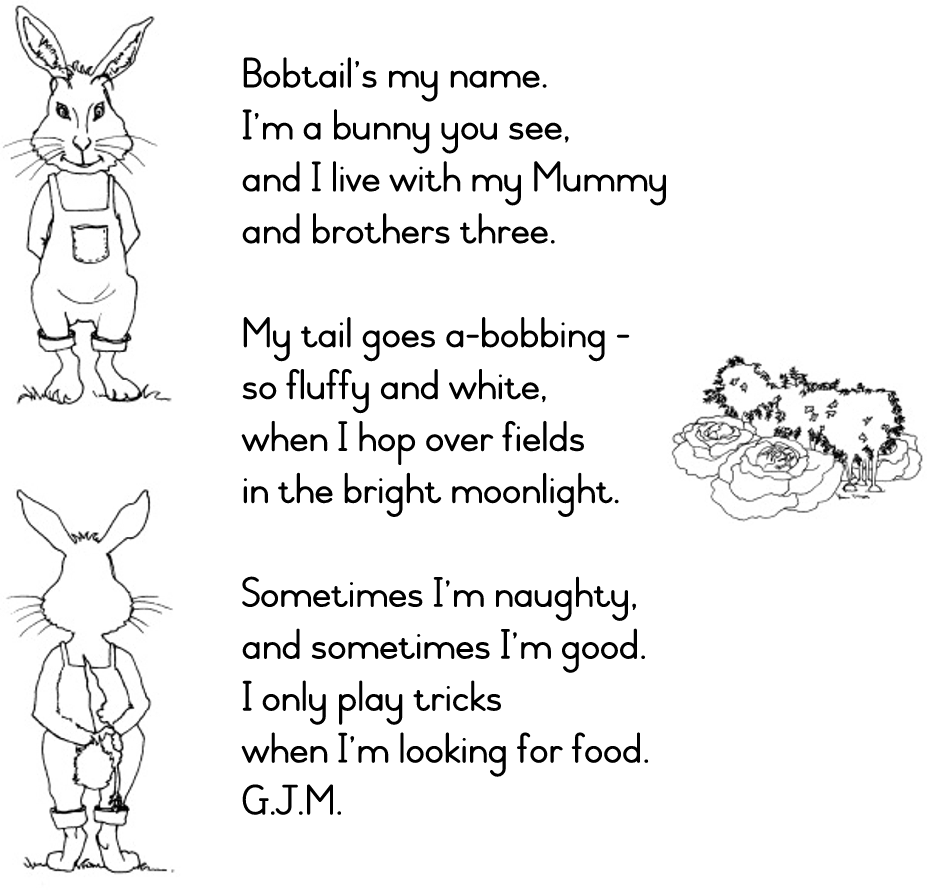 Bobtail's my name.
I'm a bunny you see,
and I live with my Mummy
and brothers three.
My tail goes a-bobbing -
so fluffy and white,
when I hop over fields
in the bright moonlight.
Sometimes I'm naughty,
and sometimes I'm good.
I only play tricks
when I'm looking for food.
G.J.M.